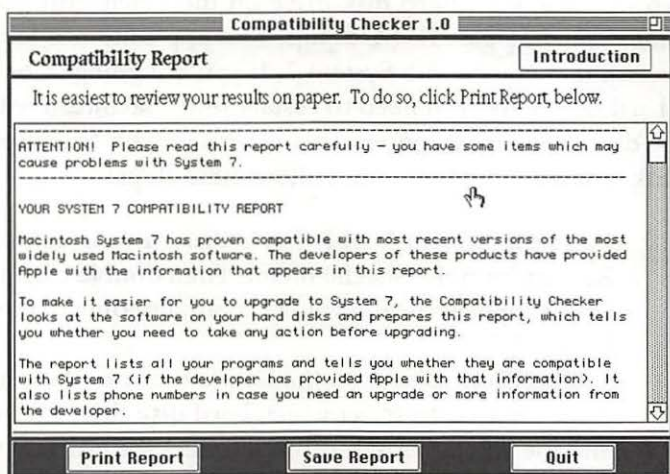 Compatibility Checker 1.0
Compatibility Report
Introduction
It is easiest to review your results on paper. To do so, click Print Report, below.
ATTENTION! Please read this report carefully – you have some items which may
cause problems with System 7.
YOUR SYSTEM 7 COMPATIBILITY REPORT
Macintosh System 7 has proven compatible with most recent versions of the most
widely used Macintosh software. The developers of these products have provided
Apple with the information that appears in this report.
To make it easier for you to upgrade to System 7, the Compatibility Checker
looks at the software on your hard disks and prepares this report, which tells
you whether you need to take any action before upgrading.
The report lists all your programs and tells you whether they are compatible
with System 7 (if the developer has provided Apple with that information). It
also lists phone numbers in case you need an upgrade or more information from
the developer.
Print Report
Save Report
Quit